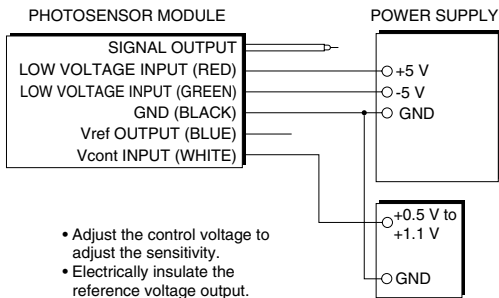 PHOTOSENSOR MODULE
POWER SUPPLY
SIGNAL OUTPUT
LOW VOLTAGE INPUT (RED)
LOW VOLTAGE INPUT (GREEN)
GND (BLACK)
Vref OUTPUT (BLUE)
Vcont INPUT (WHITE)
+5 V
-5 V
GND
+0.5 V to
+1.1 V
GND
• Adjust the control voltage to
adjust the sensitivity.
• Electrically insulate the
reference voltage output.